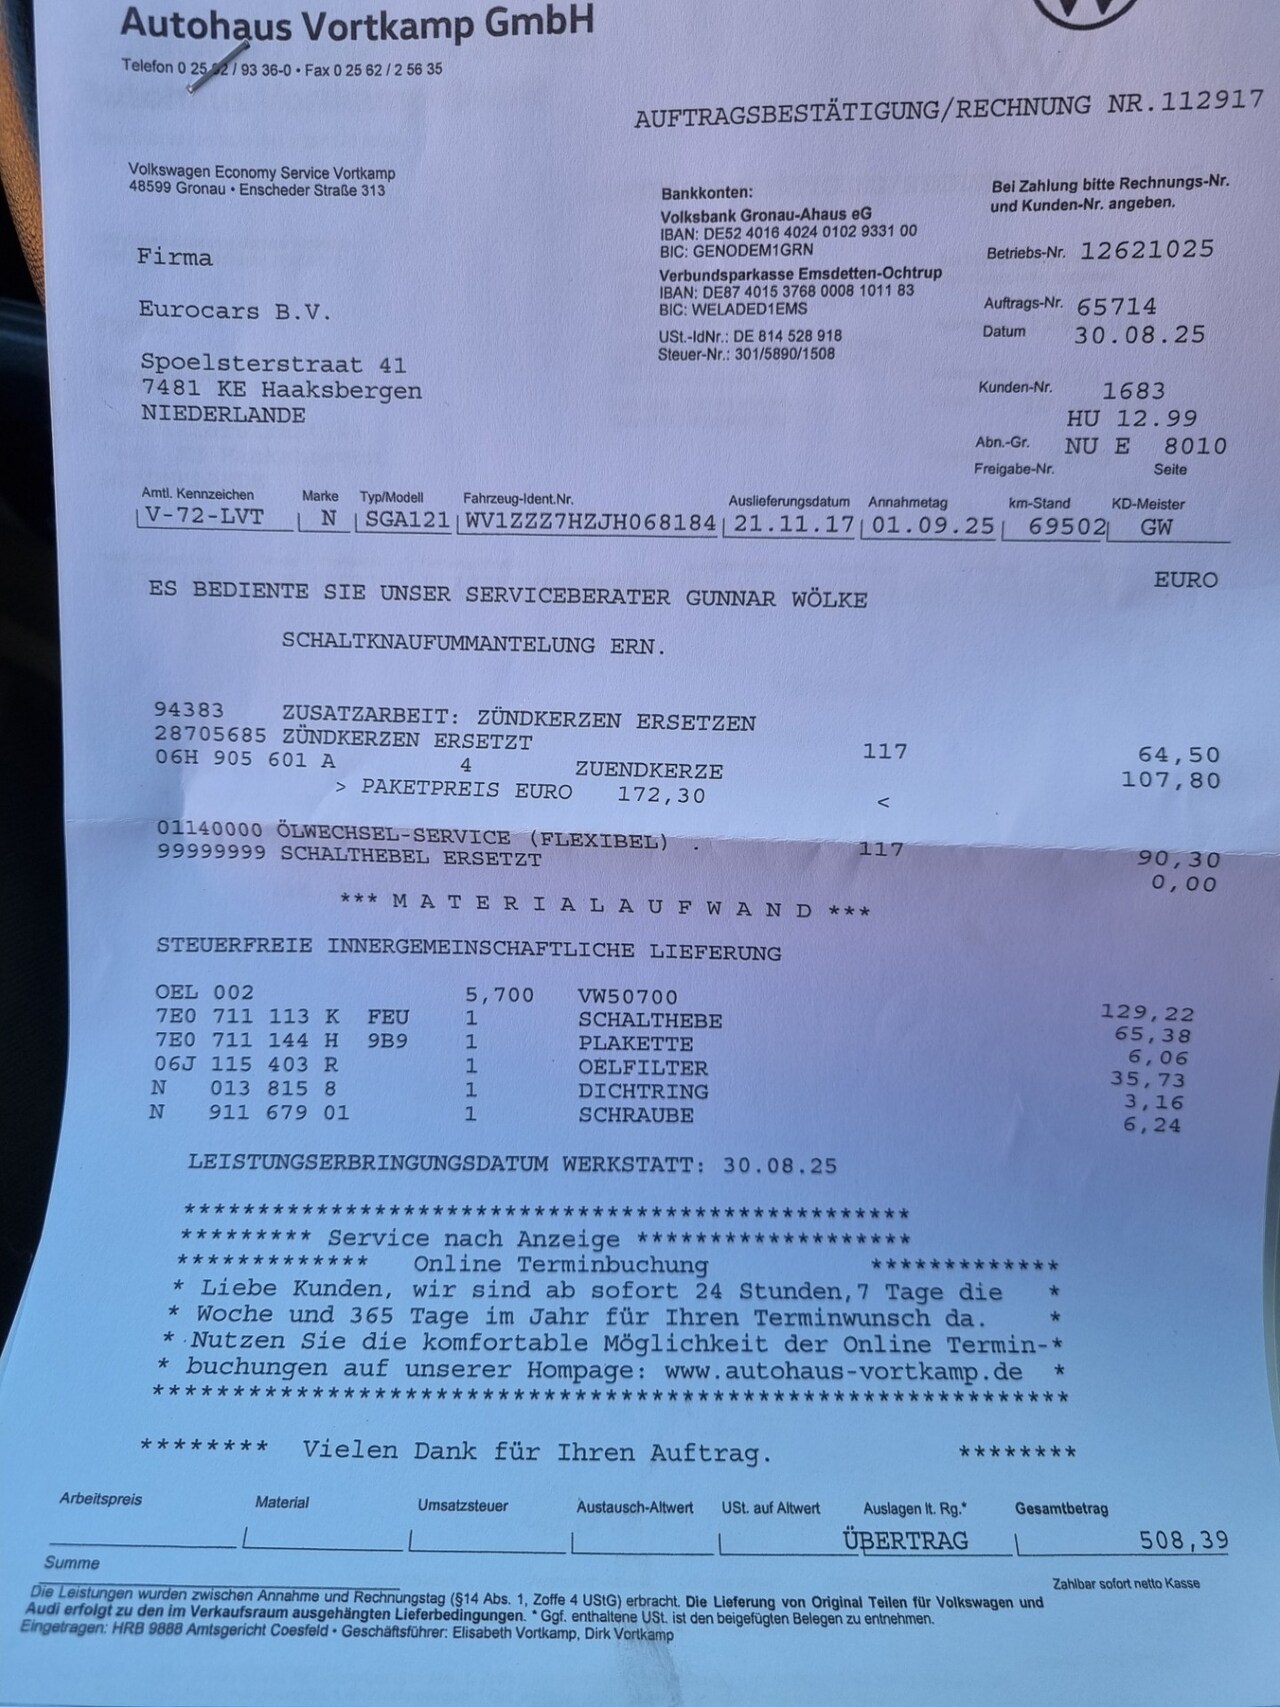 Autohaus Vortkamp GmbH
Telefon 0 25 62 / 93 36-0 • Fax 0 25 62 / 2 56 35
AUFTRAGSBESTÄTIGUNG/RECHNUNG NR.112917
Volkswagen Economy Service Vortkamp
48599 Gronau • Enscheder Straße 313
Bankkonten:
Volksbank Gronau-Ahaus eG
IBAN: DE52 4016 4024 0102 9331 00
BIC: GENODEM1GRN
Verbundsparkasse Emsdetten-Ochtrup
IBAN: DE87 4015 3768 0008 1011 83
BIC: WELADED1EMS
USt.-IdNr.: DE 814 528 918
Steuer-Nr.: 301/5890/1508
Bei Zahlung bitte Rechnungs-Nr.
und Kunden-Nr. angeben.
Betriebs-Nr. 12621025
Auftrags-Nr. 65714
Datum 30.08.25
Kunden-Nr. 1683
HU 12.99
Abn.-Gr. NU E 8010
Freigabe-Nr. Seite
Firma
Eurocars B.V.
Spoelsterstraat 41
7481 KE Haaksbergen
NIEDERLANDE
Amtl. Kennzeichen Marke Typ/Modell Fahrzeug-Ident.Nr. Auslieferungsdatum Annahmetag km-Stand KD-Meister
V-72-LVT N SGA121 WV1ZZZ7HZJH068184 21.11.17 01.09.25 69502 GW
EURO
ES BEDIENTE SIE UNSER SERVICEBERATER GUNNAR WÖLKE
SCHALTKNAUFUMMANTELUNG ERN.
94383 ZUSATZARBEIT: ZÜNDKERZEN ERSETZEN
28705685 ZÜNDKERZEN ERSETZT 117 64,50
06H 905 601 A 4 ZUENDKERZE 107,80
> PAKETPREIS EURO 172,30 <
01140000 ÖLWECHSEL-SERVICE (FLEXIBEL) . 117 90,30
99999999 SCHALTHEBEL ERSETZT 0,00
*** M A T E R I A L A U F W A N D ***
STEUERFREIE INNERGEMEINSCHAFTLICHE LIEFERUNG
OEL 002 5,700 VW50700 129,22
7E0 711 113 K FEU 1 SCHALTHEBE 65,38
7E0 711 144 H 9B9 1 PLAKETTE 6,06
06J 115 403 R 1 OELFILTER 35,73
N 013 815 8 1 DICHTRING 3,16
N 911 679 01 1 SCHRAUBE 6,24
LEISTUNGSERBRINGUNGSDATUM WERKSTATT: 30.08.25
**************************************************
********* Service nach Anzeige *******************
************* Online Terminbuchung *************
* Liebe Kunden, wir sind ab sofort 24 Stunden,7 Tage die *
* Woche und 365 Tage im Jahr für Ihren Terminwunsch da. *
* Nutzen Sie die komfortable Möglichkeit der Online Termin-*
* buchungen auf unserer Hompage: www.autohaus-vortkamp.de *
************************************************************
******** Vielen Dank für Ihren Auftrag. ********
Arbeitspreis Material Umsatzsteuer Austausch-Altwert USt. auf Altwert Auslagen lt. Rg.* Gesamtbetrag
ÜBERTRAG 508,39
Summe
Zahlbar sofort netto Kasse
Die Leistungen wurden zwischen Annahme und Rechnungstag (§14 Abs. 1, Zoffe 4 UStG) erbracht. Die Lieferung von Original Teilen für Volkswagen und
Audi erfolgt zu den im Verkaufsraum ausgehängten Lieferbedingungen. * Ggf. enthaltene USt. ist den beigefügten Belegen zu entnehmen.
Eingetragen: HRB 9888 Amtsgericht Coesfeld • Geschäftsführer: Elisabeth Vortkamp, Dirk Vortkamp